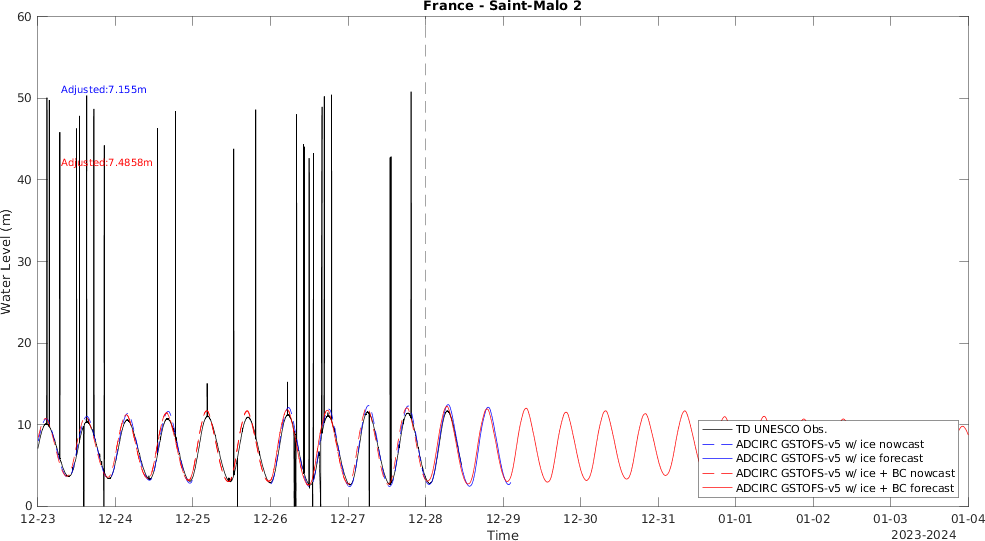 France - Saint-Malo 2
60
50
40
30
20
10
0
Water Level (m)
Adjusted:7.155m
Adjusted:7.4858m
TD UNESCO Obs.
ADCIRC GSTOFS-v5 w/ ice nowcast
ADCIRC GSTOFS-v5 w/ ice forecast
ADCIRC GSTOFS-v5 w/ ice + BC nowcast
ADCIRC GSTOFS-v5 w/ ice + BC forecast
12-23 12-24 12-25 12-26 12-27 12-28 12-29 12-30 12-31 01-01 01-02 01-03 01-04
Time
2023-2024